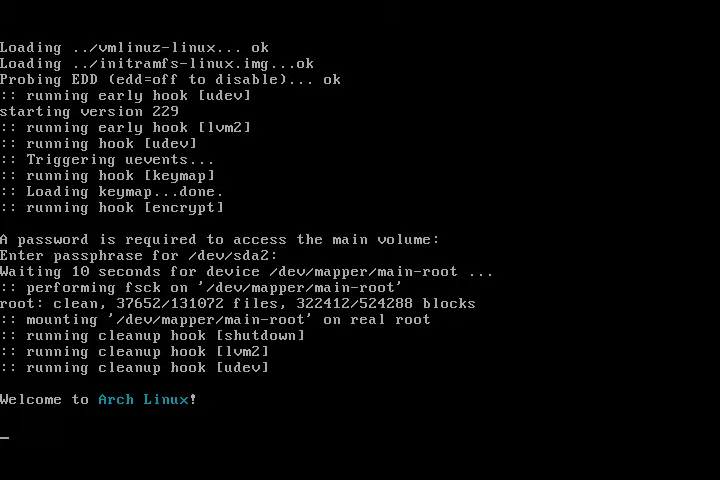 Loading ../vmlinuz-linux... ok
Loading ../initramfs-linux.img...ok
Probing EDD (edd=off to disable)... ok
:: running early hook [udev]
starting version 229
:: running early hook [lvm2]
:: running hook [udev]
:: Triggering uevents...
:: running hook [keymap]
:: Loading keymap...done.
:: running hook [encrypt]
A password is required to access the main volume:
Enter passphrase for /dev/sda2:
Waiting 10 seconds for device /dev/mapper/main-root ...
:: performing fsck on '/dev/mapper/main-root'
root: clean, 37652/131072 files, 322412/524288 blocks
:: mounting '/dev/mapper/main-root' on real root
:: running cleanup hook [shutdown]
:: running cleanup hook [lvm2]
:: running cleanup hook [udev]
Welcome to Arch Linux!